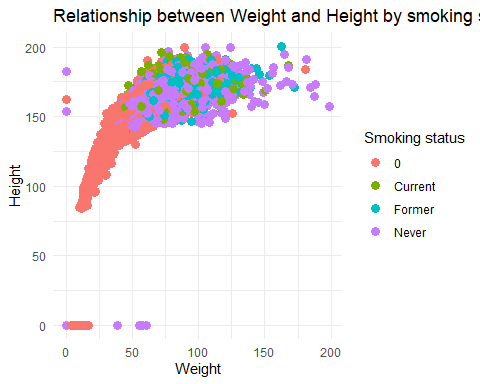 Relationship between Weight and Height by smoking s
200
150
100
50
0
Height
0
50
100
150
200
Weight
Smoking status
0
Current
Former
Never